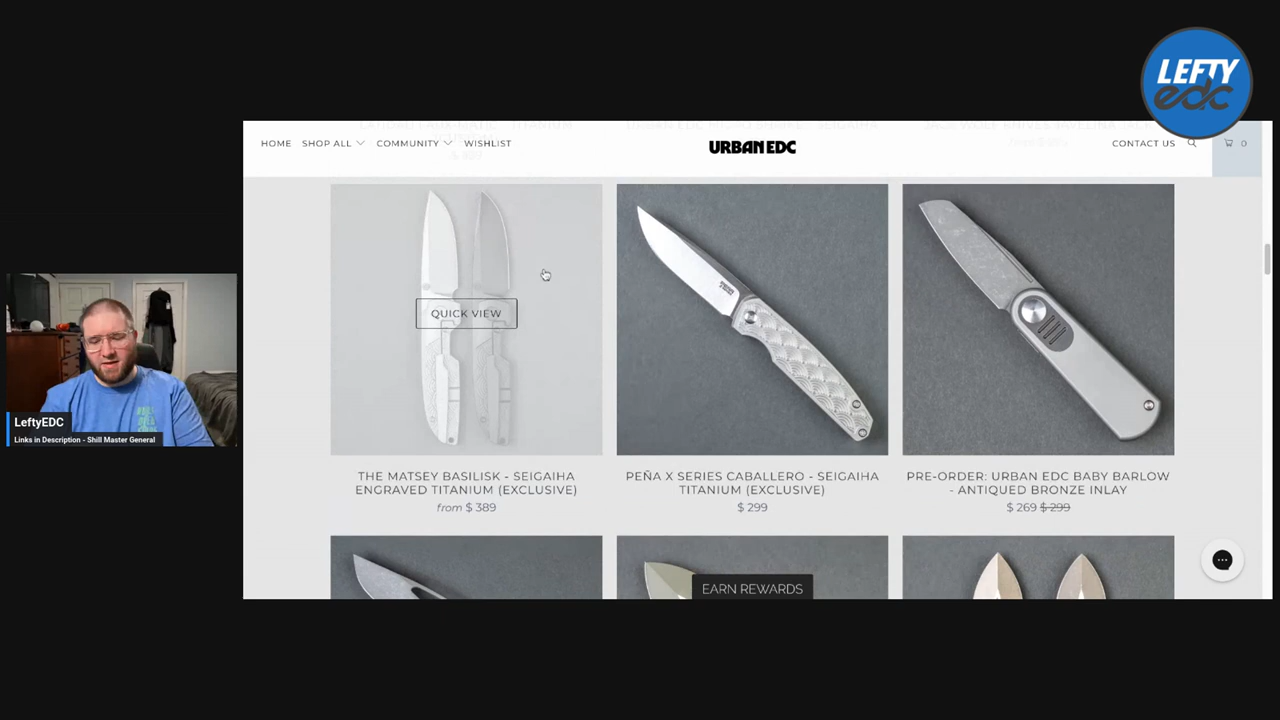 LEFTY
edc
HOME SHOP ALL COMMUNITY WISHLIST
URBAN EDC
CONTACT US
0
QUICK VIEW
THE MATSEY BASILISK - SEIGAIHA
ENGRAVED TITANIUM (EXCLUSIVE)
from $ 389
PEÑA X SERIES CABALLERO - SEIGAIHA
TITANIUM (EXCLUSIVE)
$ 299
PRE-ORDER: URBAN EDC BABY BARLOW
- ANTIQUED BRONZE INLAY
$ 269 $ 299
EARN REWARDS
LeftyEDC
Links in Description - Shill Master General